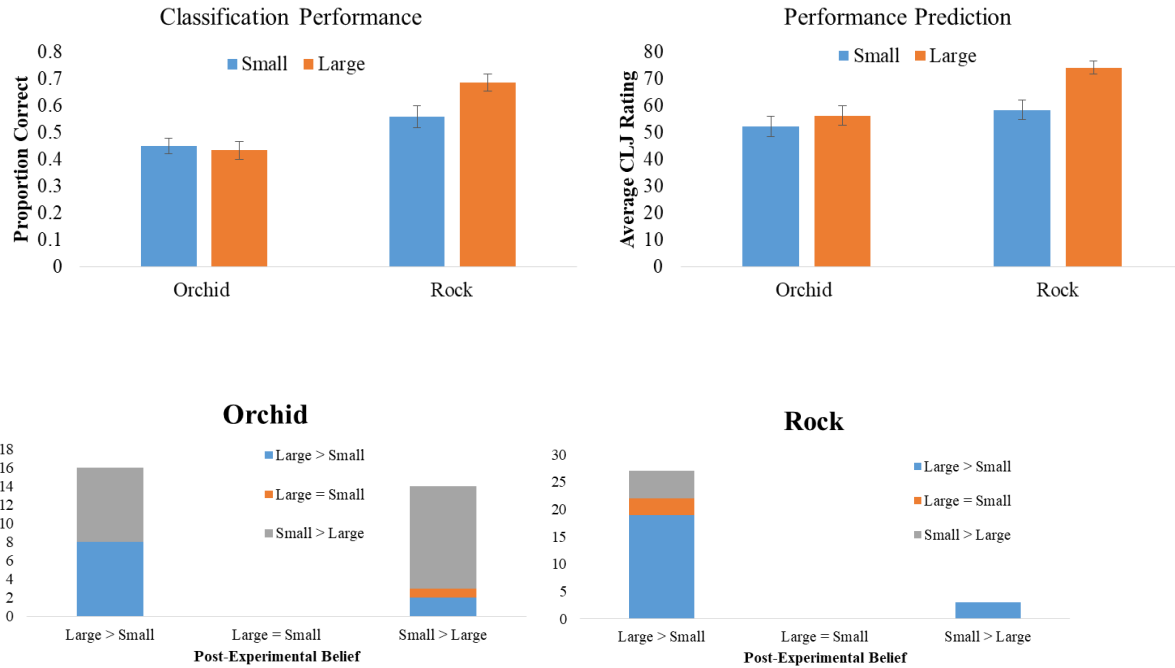 Classification Performance
Proportion Correct
0.8
0.7
0.6
0.5
0.4
0.3
0.2
0.1
0
Small Large
Orchid Rock
Performance Prediction
Average CLJ Rating
80
70
60
50
40
30
20
10
0
Small Large
Orchid Rock
Orchid
18
16
14
12
10
8
6
4
2
0
Large > Small
Large = Small
Small > Large
Large > Small Large = Small Small > Large
Post-Experimental Belief
Rock
30
25
20
15
10
5
0
Large > Small
Large = Small
Small > Large
Large > Small Large = Small Small > Large
Post-Experimental Belief